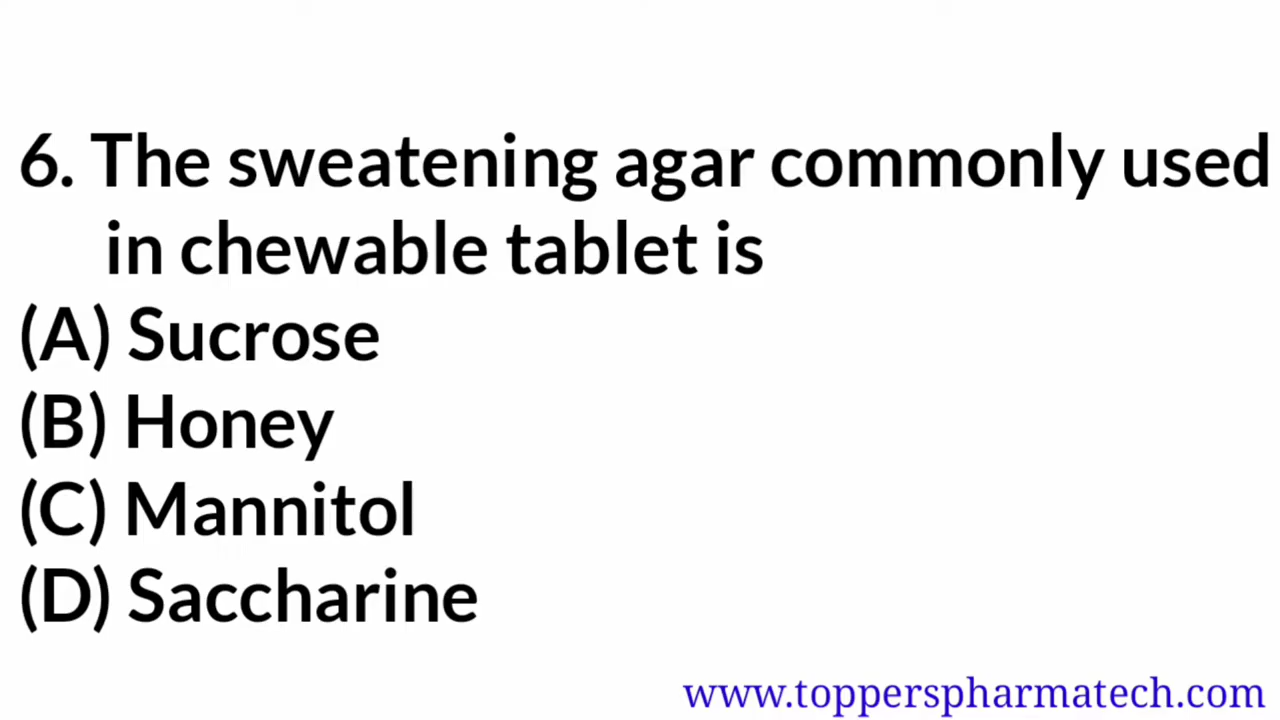 6. The sweatening agar commonly used
in chewable tablet is
(A) Sucrose
(B) Honey
(C) Mannitol
(D) Saccharine
www.topperspharmatech.com